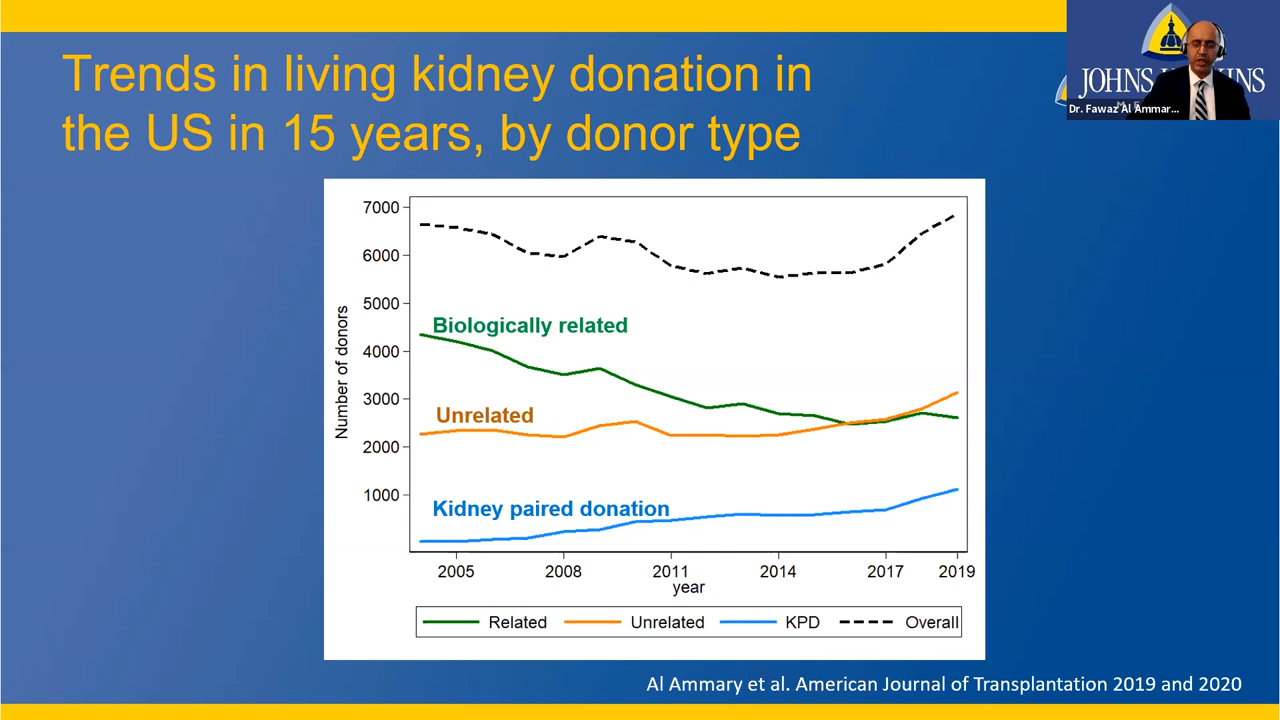 Trends in living kidney donation in
the US in 15 years, by donor type
JOHNS
Dr. Fawaz Al Ammar...
7000
6000
5000
4000
3000
2000
1000
Number of donors
Biologically related
Unrelated
Kidney paired donation
2005 2008 2011 2014 2017 2019
year
Related Unrelated KPD Overall
Al Ammary et al. American Journal of Transplantation 2019 and 2020